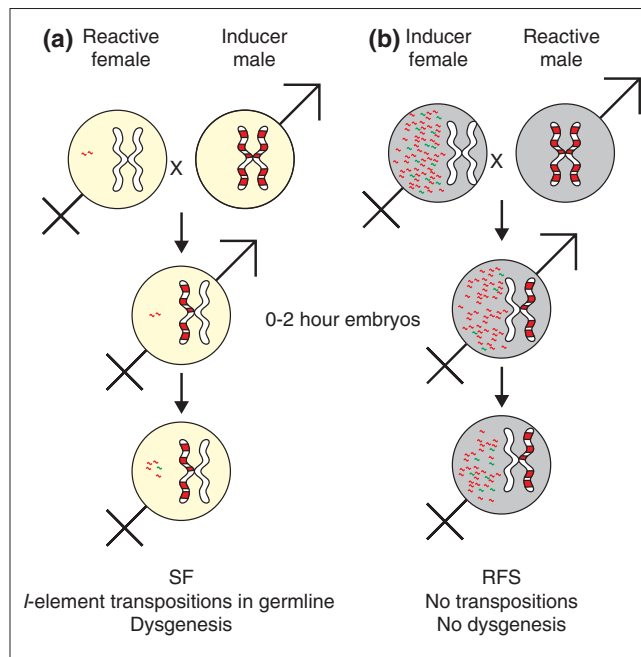 (a) Reactive female
Inducer male
X
(b) Inducer female
Reactive male
X
0-2 hour embryos
SF
I-element transpositions in germline
Dysgenesis
RFS
No transpositions
No dysgenesis